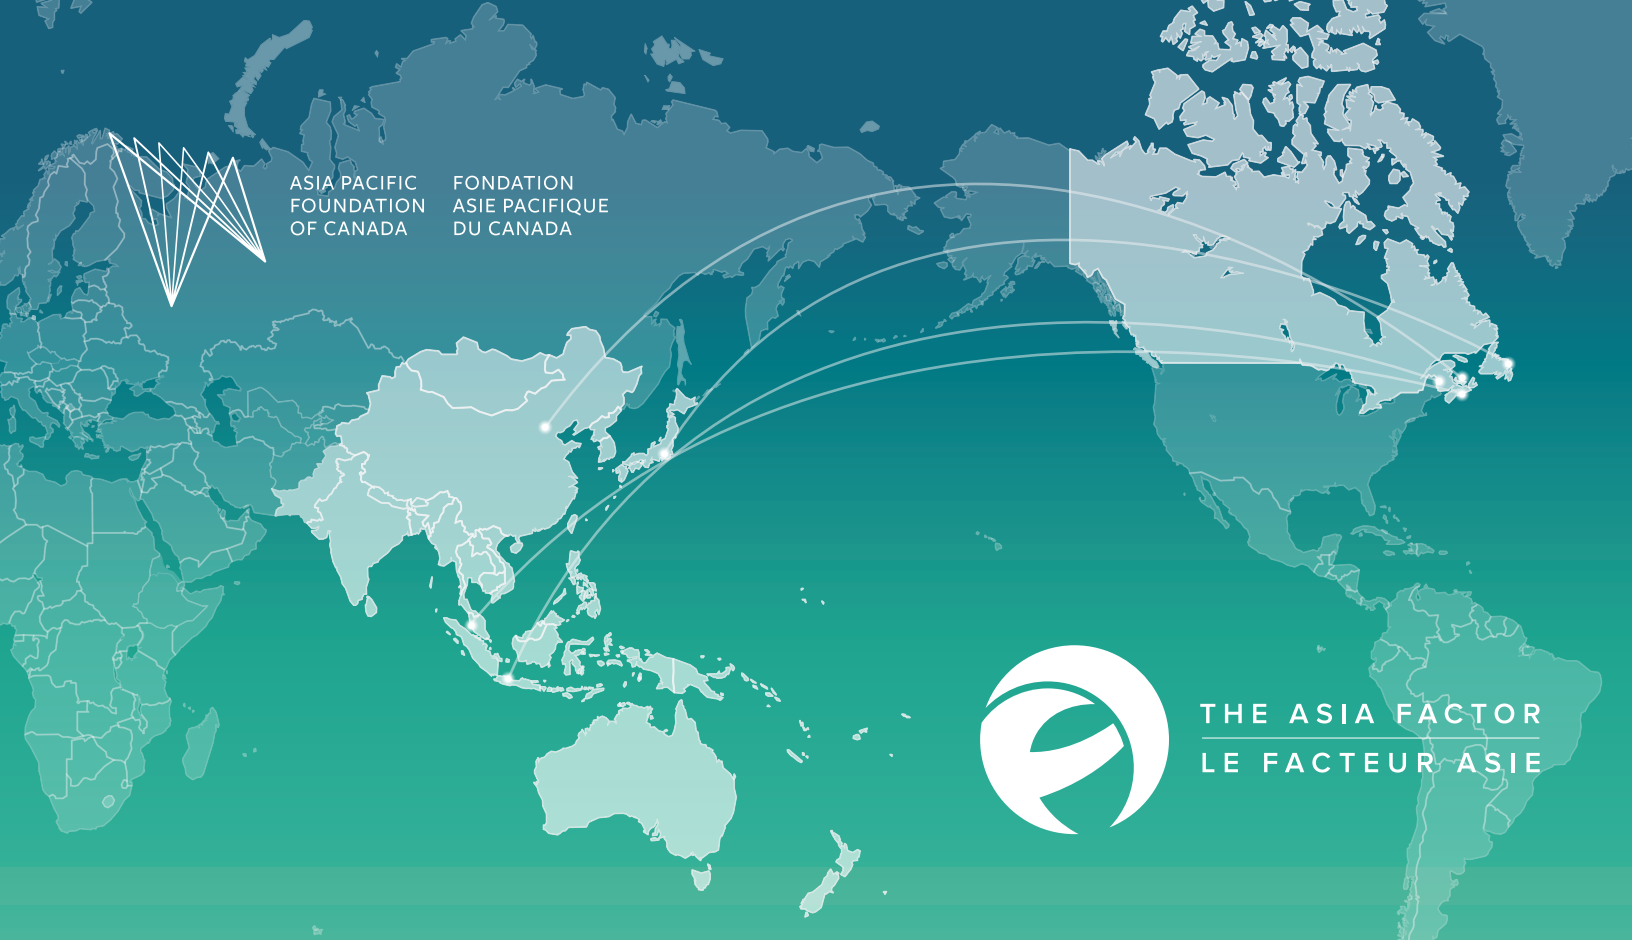 ASIA PACIFIC
FOUNDATION
OF CANADA
FONDATION
ASIE PACIFIQUE
DU CANADA
THE ASIA FACTOR
LE FACTEUR ASIE